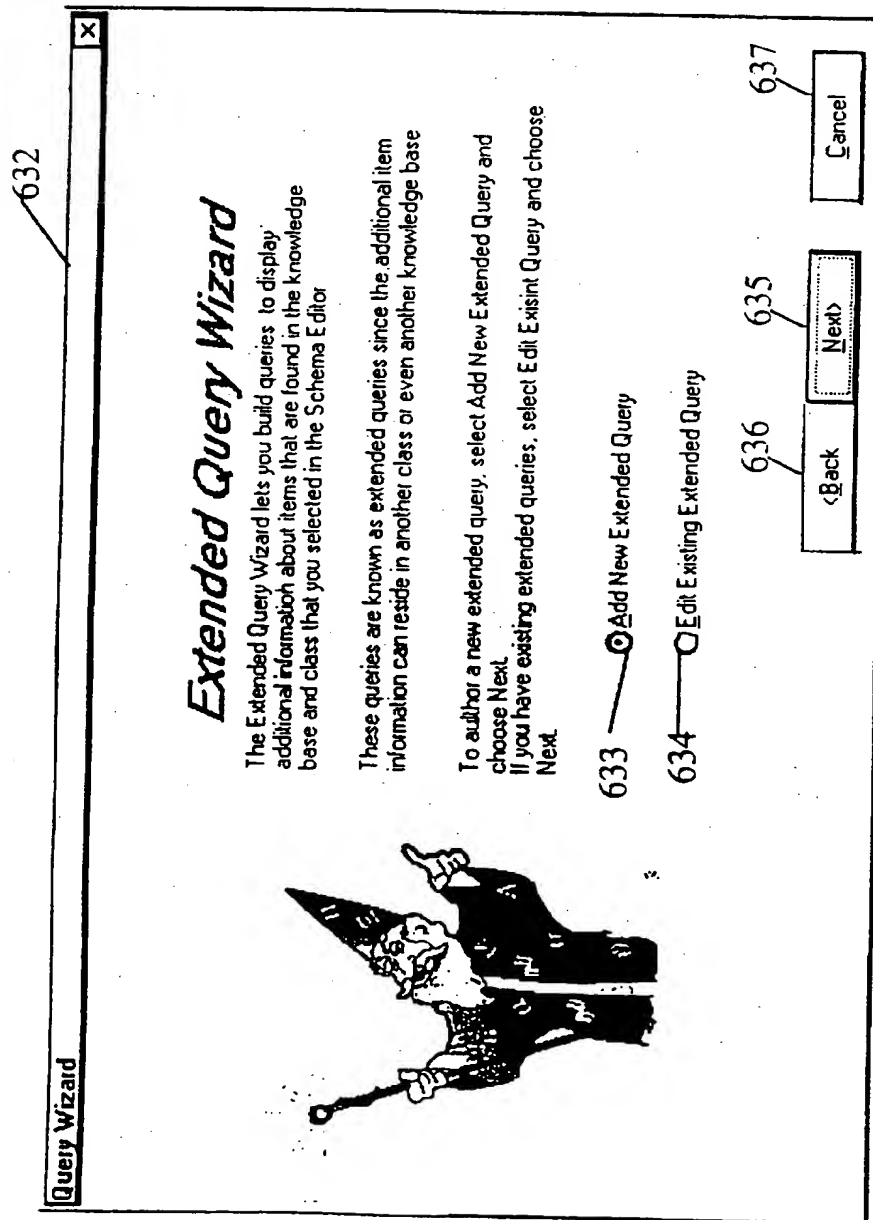 632
Query Wizard
Extended Query Wizard
The Extended Query Wizard lets you build queries to display
additional information about items that are found in the knowledge
base and class that you selected in the Schema Editor
These queries are known as extended queries since the additional item
information can reside in another class or even another knowledge base
To author a new extended query, select Add New Extended Query and
choose Next.
If you have existing extended queries, select Edit Exisint Query and choose
Next.
633
Add New Extended Query
634
Edit Existing Extended Query
636
635
637
<Back
Next>
Cancel